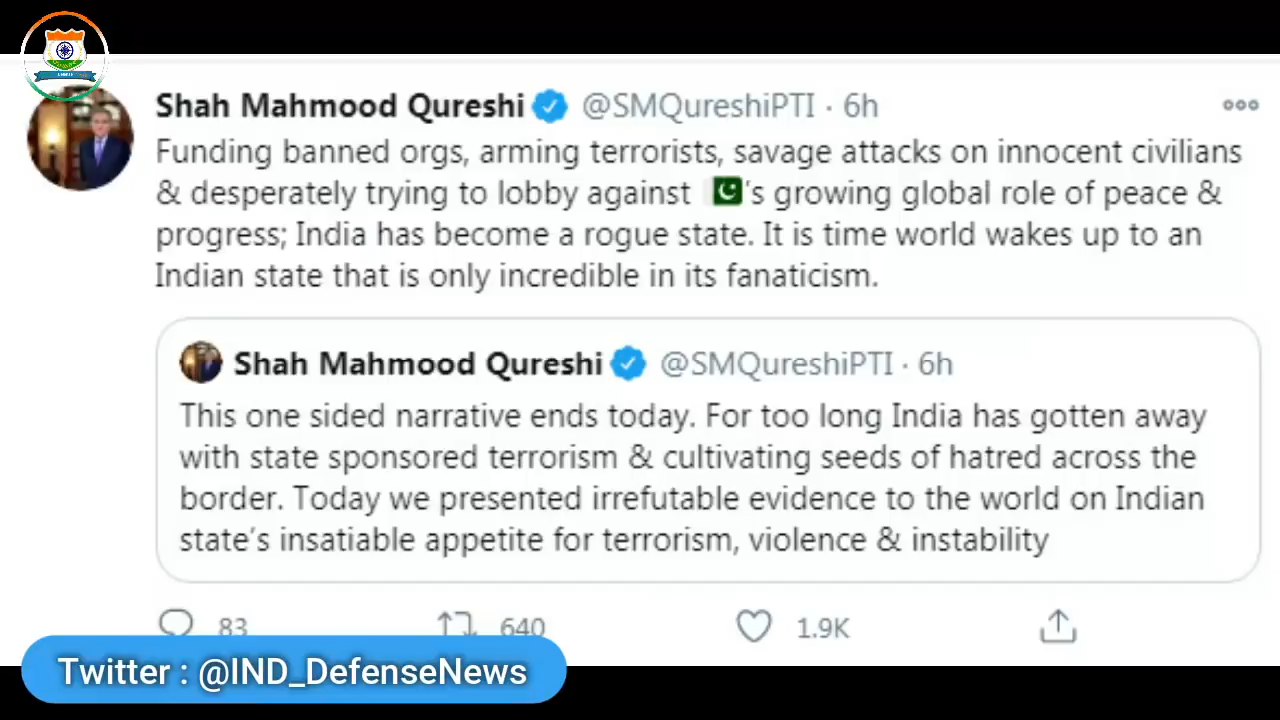 Shah Mahmood Qureshi @SMQureshiPTI · 6h
Funding banned orgs, arming terrorists, savage attacks on innocent civilians
& desperately trying to lobby against 🇵🇰's growing global role of peace &
progress; India has become a rogue state. It is time world wakes up to an
Indian state that is only incredible in its fanaticism.
Shah Mahmood Qureshi @SMQureshiPTI · 6h
This one sided narrative ends today. For too long India has gotten away
with state sponsored terrorism & cultivating seeds of hatred across the
border. Today we presented irrefutable evidence to the world on Indian
state's insatiable appetite for terrorism, violence & instability
83 640 1.9K
Twitter : @IND_DefenseNews